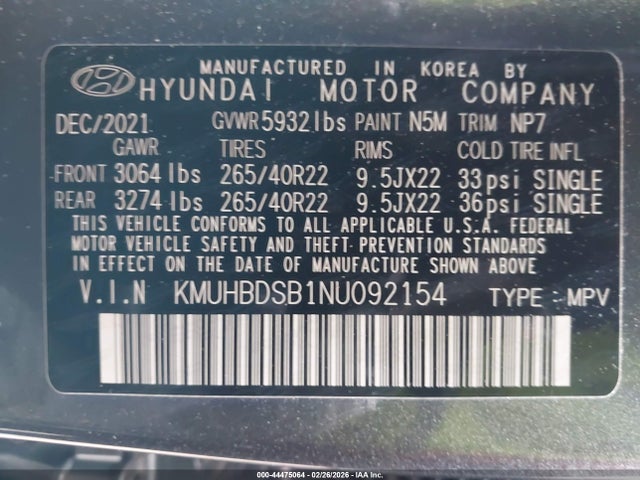 MANUFACTURED IN KOREA BY
HYUNDAI MOTOR COMPANY
DEC/2021 GVWR 5932lbs PAINT N5M TRIM NP7
GAWR TIRES RIMS COLD TIRE INFL
FRONT 3064 lbs 265/40R22 9.5JX22 33psi SINGLE
REAR 3274 lbs 265/40R22 9.5JX22 36psi SINGLE
THIS VEHICLE CONFORMS TO ALL APPLICABLE U.S.A. FEDERAL
MOTOR VEHICLE SAFETY AND THEFT PREVENTION STANDARDS
IN EFFECT ON THE DATE OF MANUFACTURE SHOWN ABOVE
V.I.N KMUHBDSB1NU092154 TYPE : MPV
000-44475064 - 02/26/2026 - IAAcom